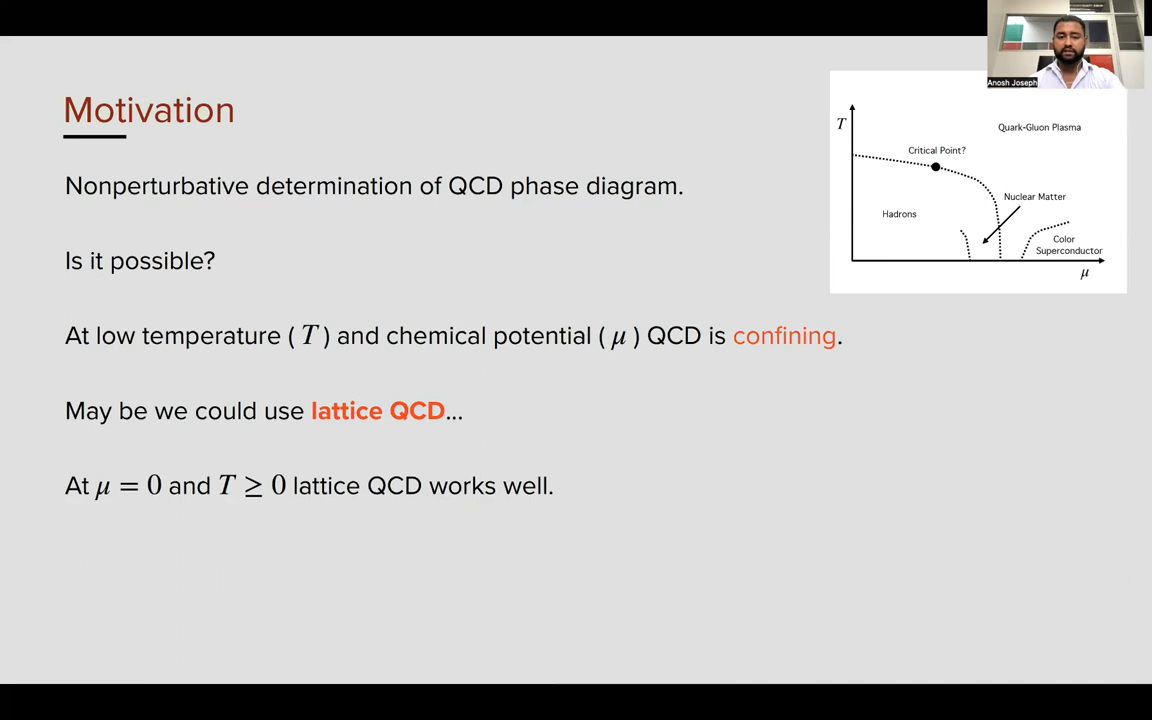 Anosh Joseph
Motivation
Nonperturbative determination of QCD phase diagram.
Is it possible?
At low temperature ( T ) and chemical potential ( μ ) QCD is confining.
May be we could use lattice QCD...
At μ = 0 and T ≥ 0 lattice QCD works well.
T
Quark-Gluon Plasma
Critical Point?
Nuclear Matter
Hadrons
Color
Superconductor
μ